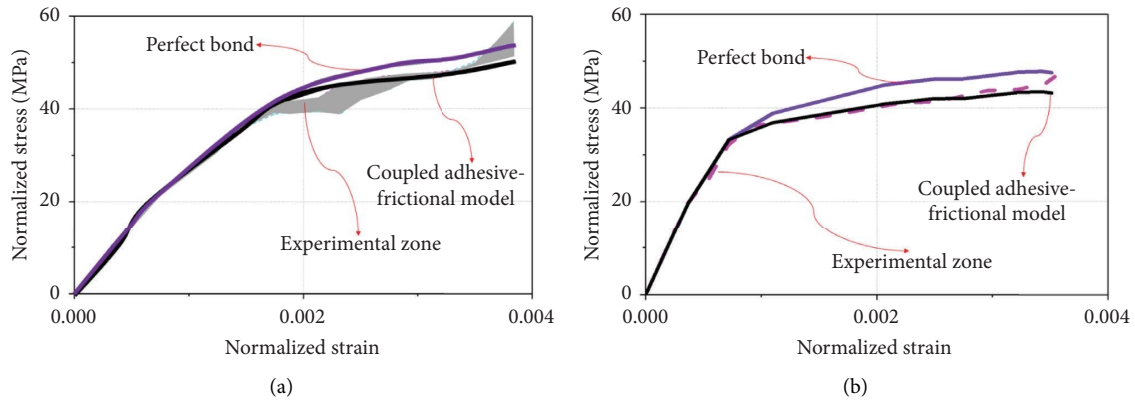 60
40
20
0
0.000
0.002
0.004
Normalized stress (MPa)
Normalized strain
Perfect bond
Coupled adhesive-
frictional model
Experimental zone
(a)
60
40
20
0
0.000
0.002
0.004
Normalized stress (MPa)
Normalized strain
Perfect bond
Coupled adhesive-
frictional model
Experimental zone
(b)